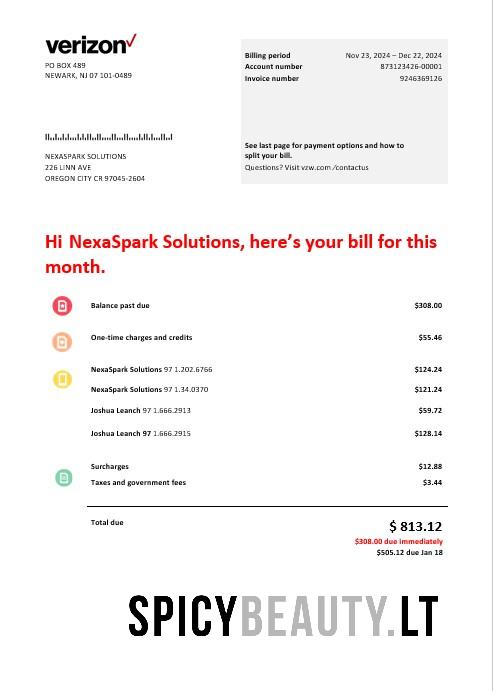 verizon✓
PO BOX 489
NEWARK, NJ 07 101-0489
Billing period Nov 23, 2024 – Dec 22, 2024
Account number 873123426-00001
Invoice number 9246369126
See last page for payment options and how to
split your bill.
Questions? Visit vzw.com/contactus
NEXASPARK SOLUTIONS
226 LINN AVE
OREGON CITY CR 97045-2604
Hi NexaSpark Solutions, here’s your bill for this
month.
Balance past due $308.00
One-time charges and credits $55.46
NexaSpark Solutions 97 1.202.6766 $124.24
NexaSpark Solutions 97 1.34.0370 $121.24
Joshua Leanch 97 1.666.2913 $59.72
Joshua Leanch 97 1.666.2915 $128.14
Surcharges $12.88
Taxes and government fees $3.44
Total due $ 813.12
$308.00 due immediately
$505.12 due Jan 18
SPICYBEAUTY.LT